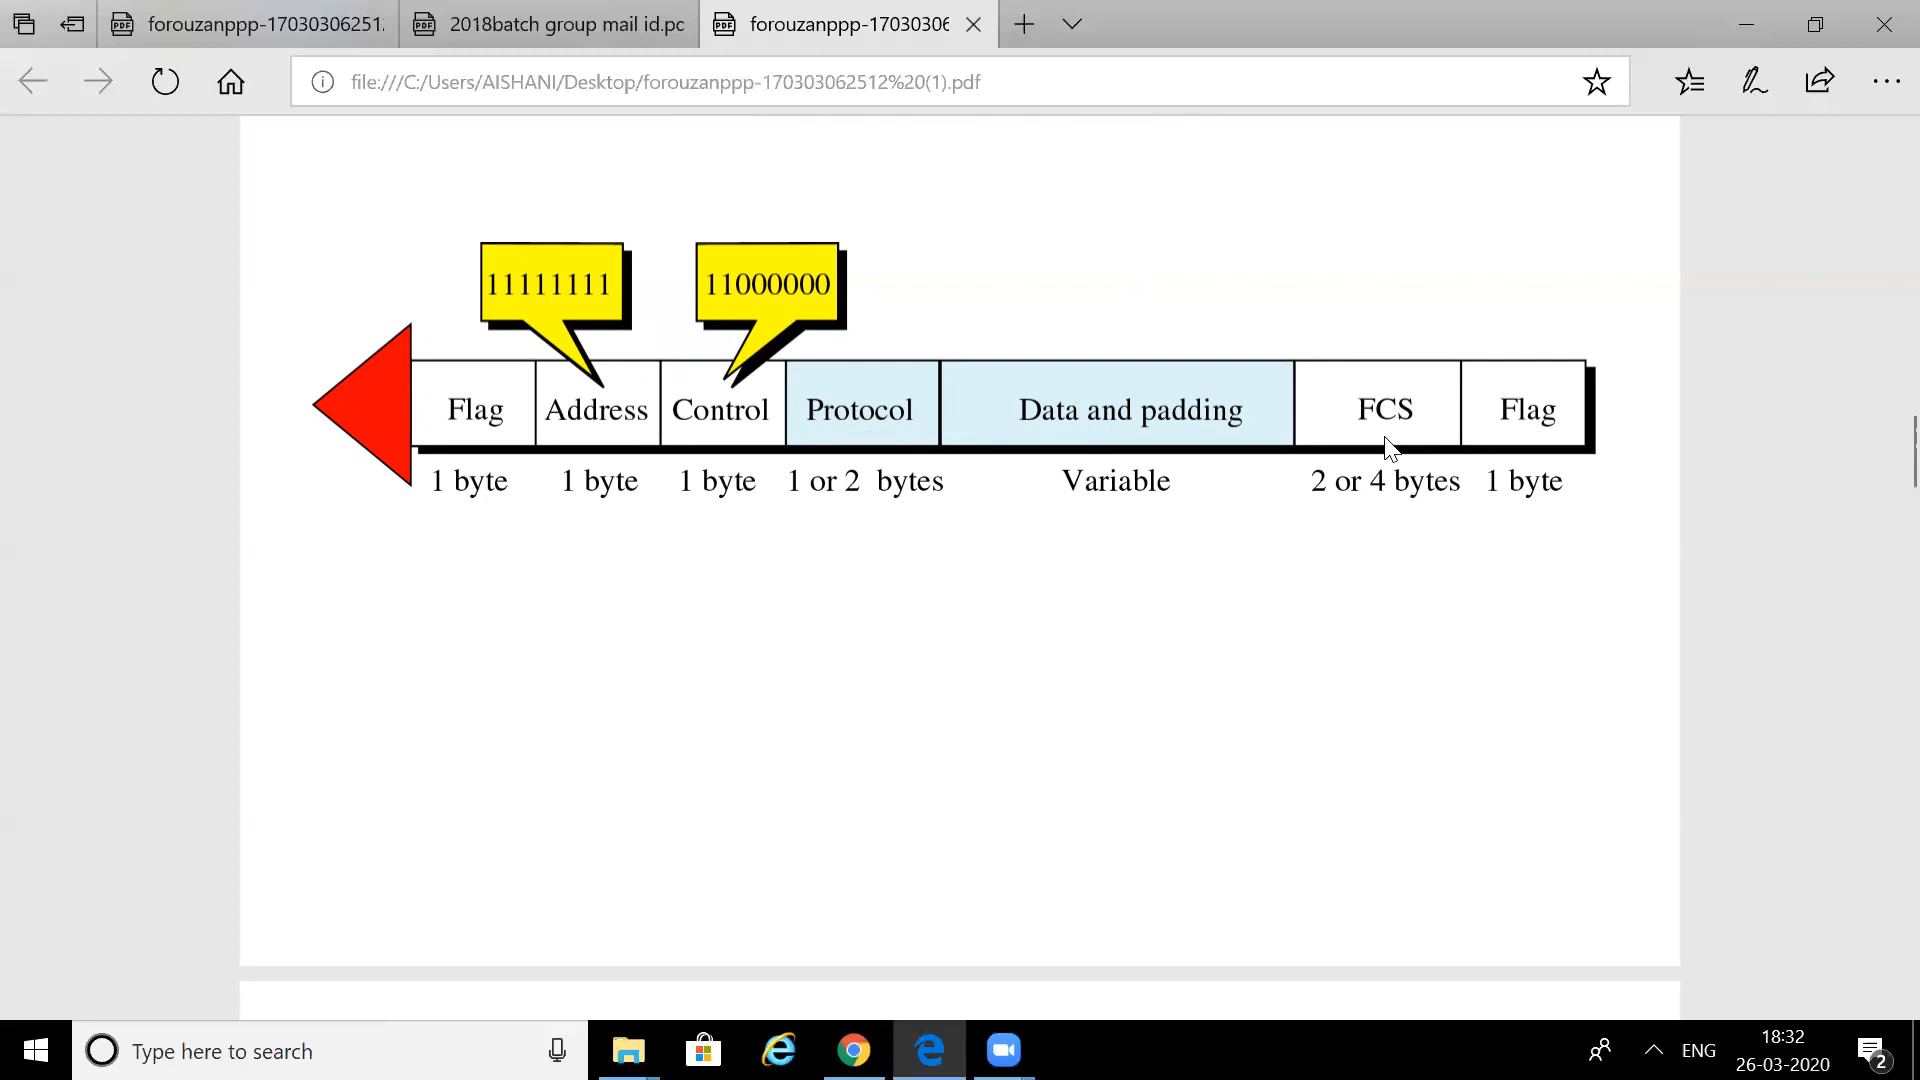 forouzanppp-17030306251.
2018batch group mail id.pc
forouzanppp-17030306
file:///C:/Users/AISHANI/Desktop/forouzanppp-170303062512%20(1).pdf
11111111
11000000
Flag
Address
Control
Protocol
Data and padding
FCS
Flag
1 byte
1 byte
1 byte
1 or 2 bytes
Variable
2 or 4 bytes
1 byte
Type here to search
ENG
18:32
26-03-2020
2